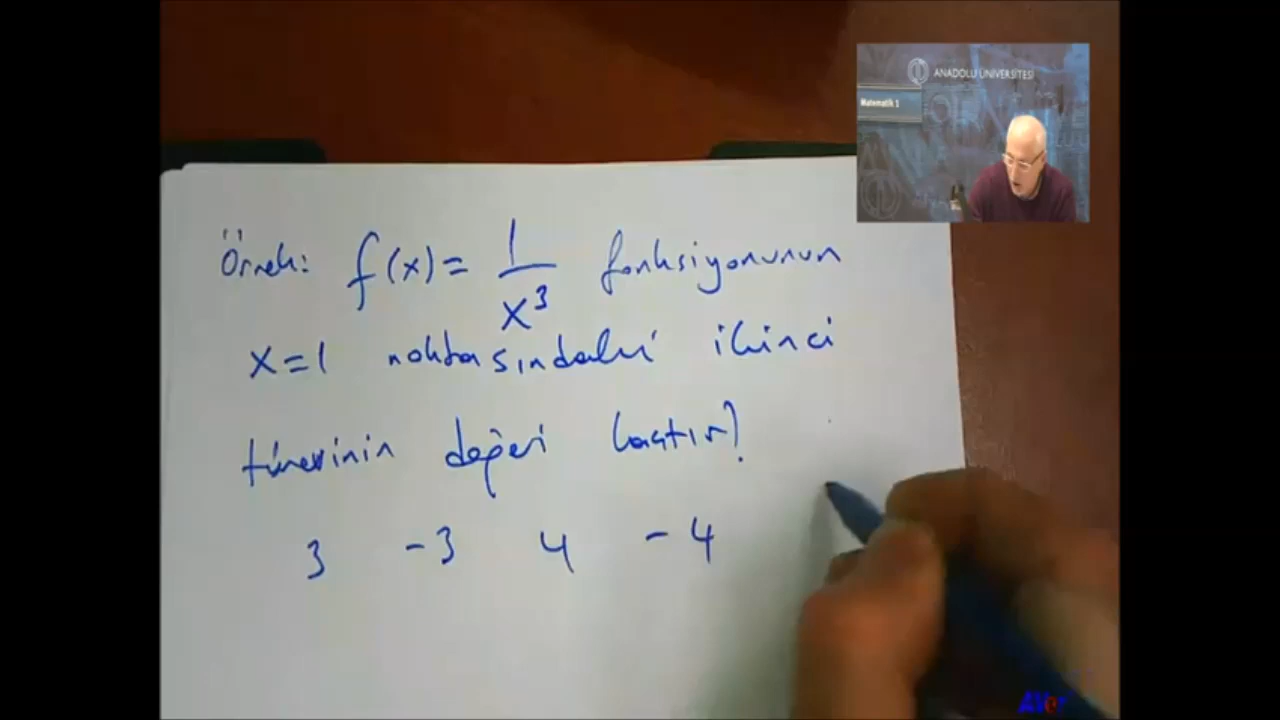 ANADOLU ÜNİVERSİTESİ
Matematik 1
Örnek: f(x) = 1/x³ fonksiyonunun
x=1 noktasındaki ikinci
türevinin değeri kaçtır?
3 -3 4 -4